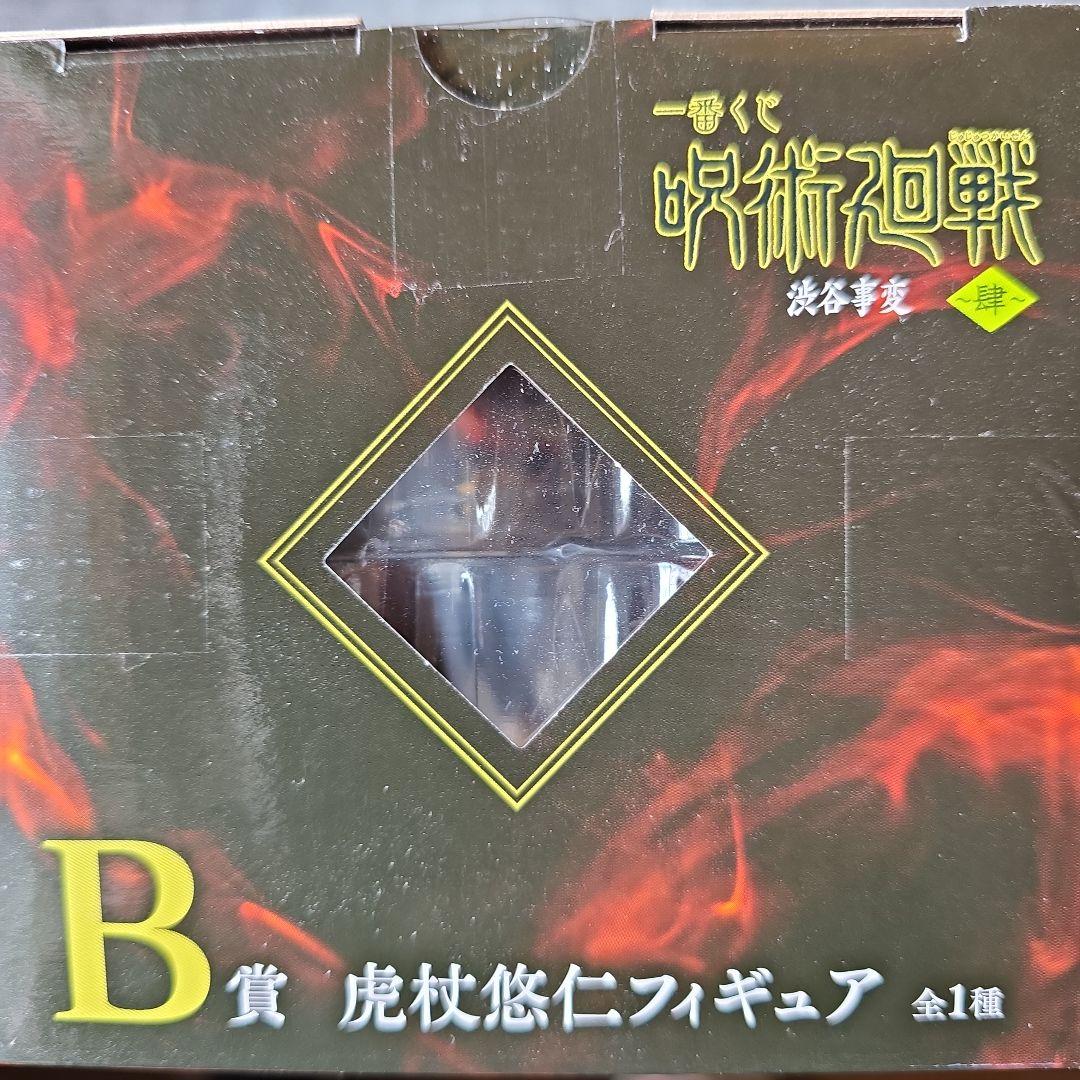 一番くじ
じゅじゅつかいせん
呪術廻戦
渋谷事変 ～肆～
B賞 虎杖悠仁フィギュア 全1種